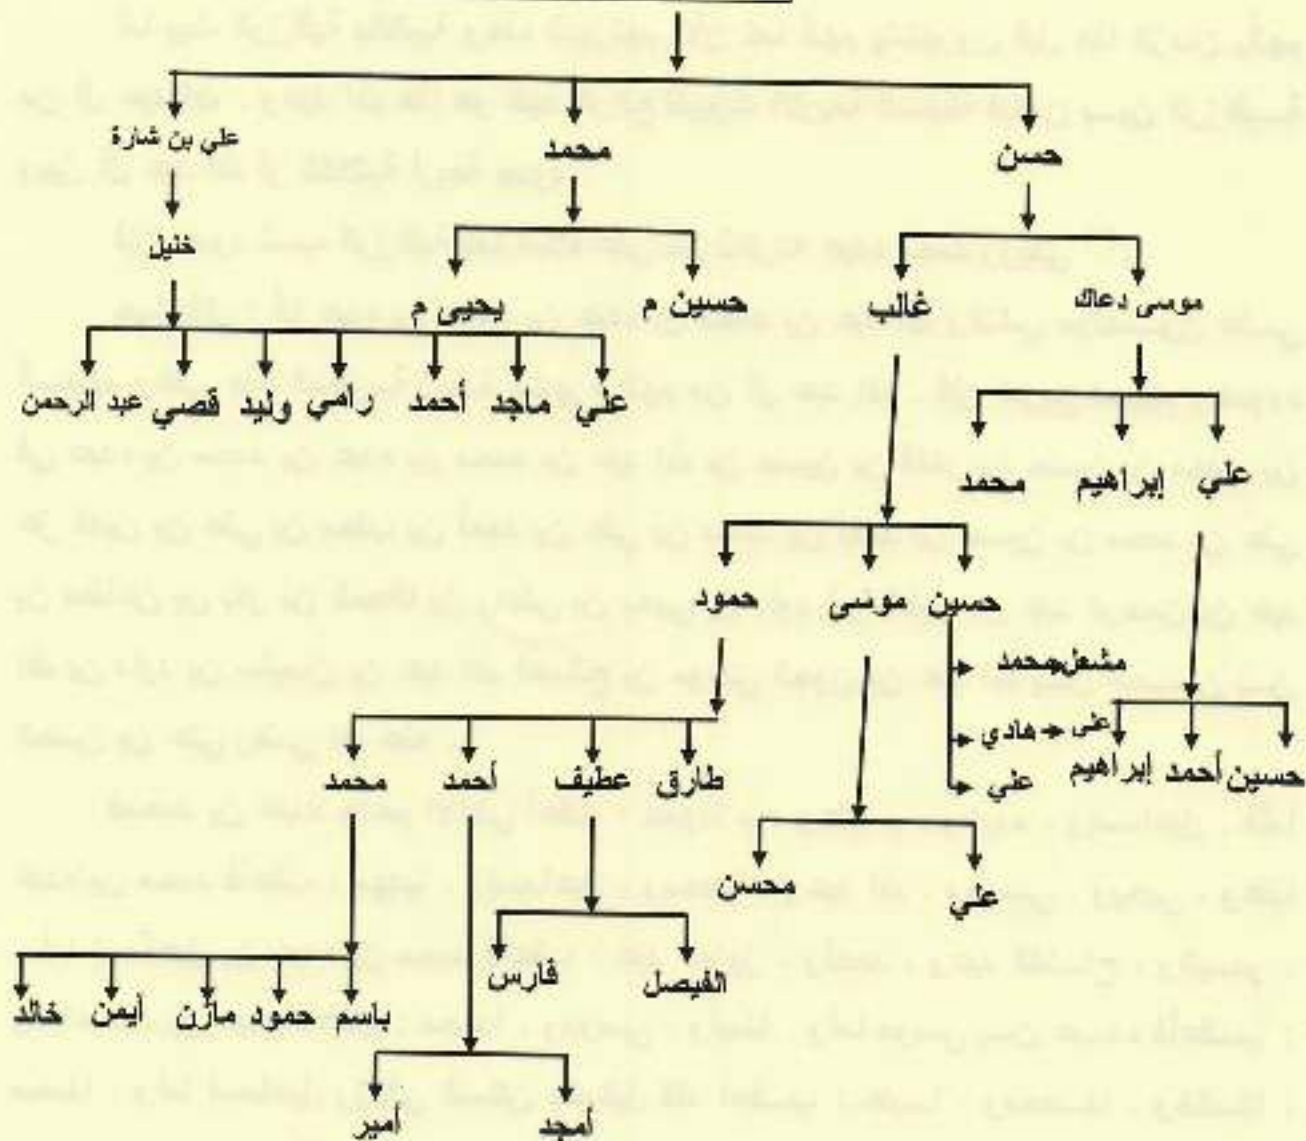 حسن محمد علي بن شارة
خليل
موسى دعاك غالب حسين م يحيى م
علي ماجد أحمد رامي وليد قصي عبد الرحمن
علي إبراهيم محمد
حسين موسى حمود
مشعل محمد
هادي على
علي
حسين أحمد إبراهيم
طارق عطيف أحمد محمد
علي محسن
الفيصل فارس
باسم حمود مازن أيمن خالد
أمجد أمير